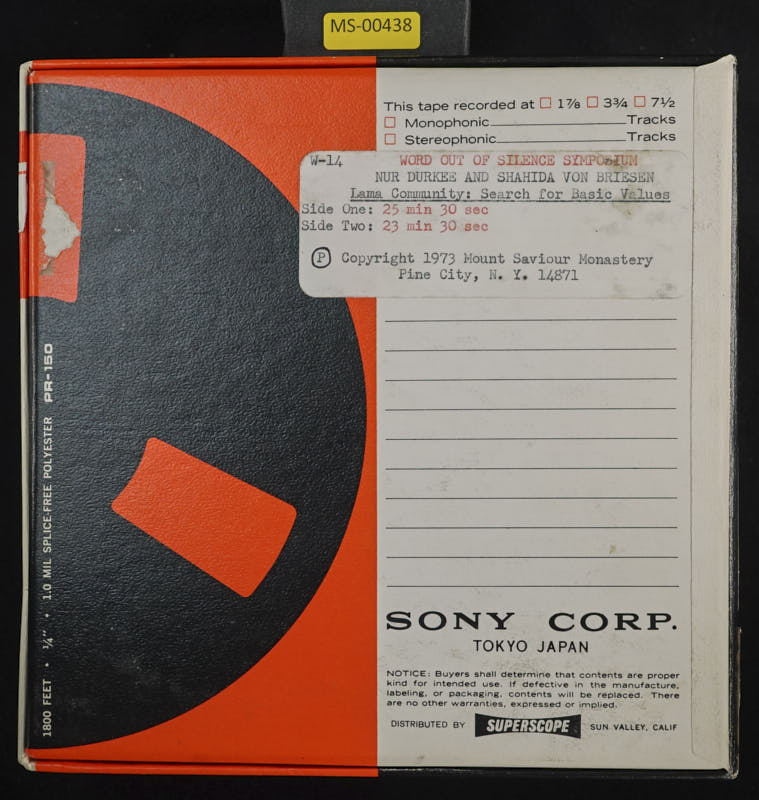 MS-00438
This tape recorded at □ 1⅞ □ 3¾ □ 7½
□ Monophonic__________Tracks
□ Stereophonic__________Tracks
W-14 WORD OUT OF SILENCE SYMPOSIUM
NUR DURKEE AND SHAHIDA VON BRIESEN
Lama Community: Search for Basic Values
Side One: 25 min 30 sec
Side Two: 23 min 30 sec
Ⓟ Copyright 1973 Mount Saviour Monastery
Pine City, N. Y. 14871
1800 FEET • ¼" • 1.0 MIL SPLICE-FREE POLYESTER PR-150
SONY CORP.
TOKYO JAPAN
NOTICE: Buyers shall determine that contents are proper
kind for intended use. If defective in the manufacture,
labeling, or packaging, contents will be replaced. There
are no other warranties, expressed or implied.
DISTRIBUTED BY SUPERSCOPE SUN VALLEY, CALIF